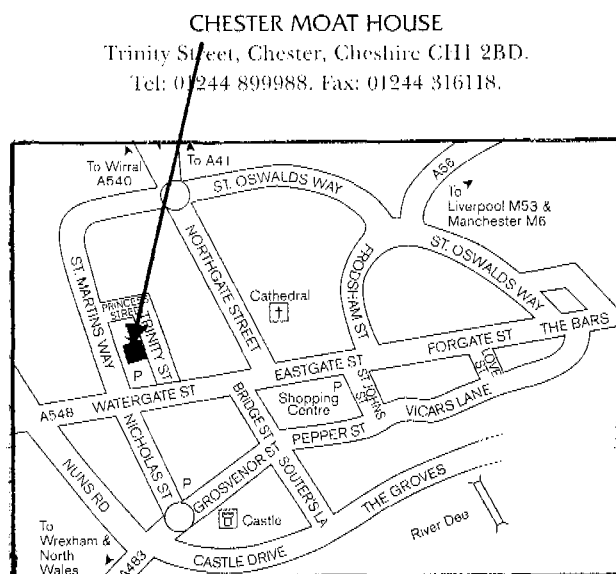 CHESTER MOAT HOUSE
Trinity Street, Chester, Cheshire CH1 2BD.
Tel: 01244 899988. Fax: 01244 316118.
To Wirral
A540
To A41
ST. OSWALDS WAY
A56
To
Liverpool M53 &
Manchester M6
ST. MARTINS WAY
NORTHGATE STREET
FRODSHAM ST
ST. OSWALDS WAY
PRINCESS
STREET
TRINITY ST
Cathedral
P
EASTGATE ST
FORGATE ST
THE BARS
A548
WATERGATE ST
BRIDGE ST
P
Shopping
Centre
ST. JOHNS
ST
LOVE
ST
VICARS LANE
PEPPER ST
NICHOLAS ST
NUNS RD
P
GROSVENOR ST
SOUTER'S LA
THE GROVES
Castle
River Dee
To
Wrexham &
North
Wales
A483
CASTLE DRIVE